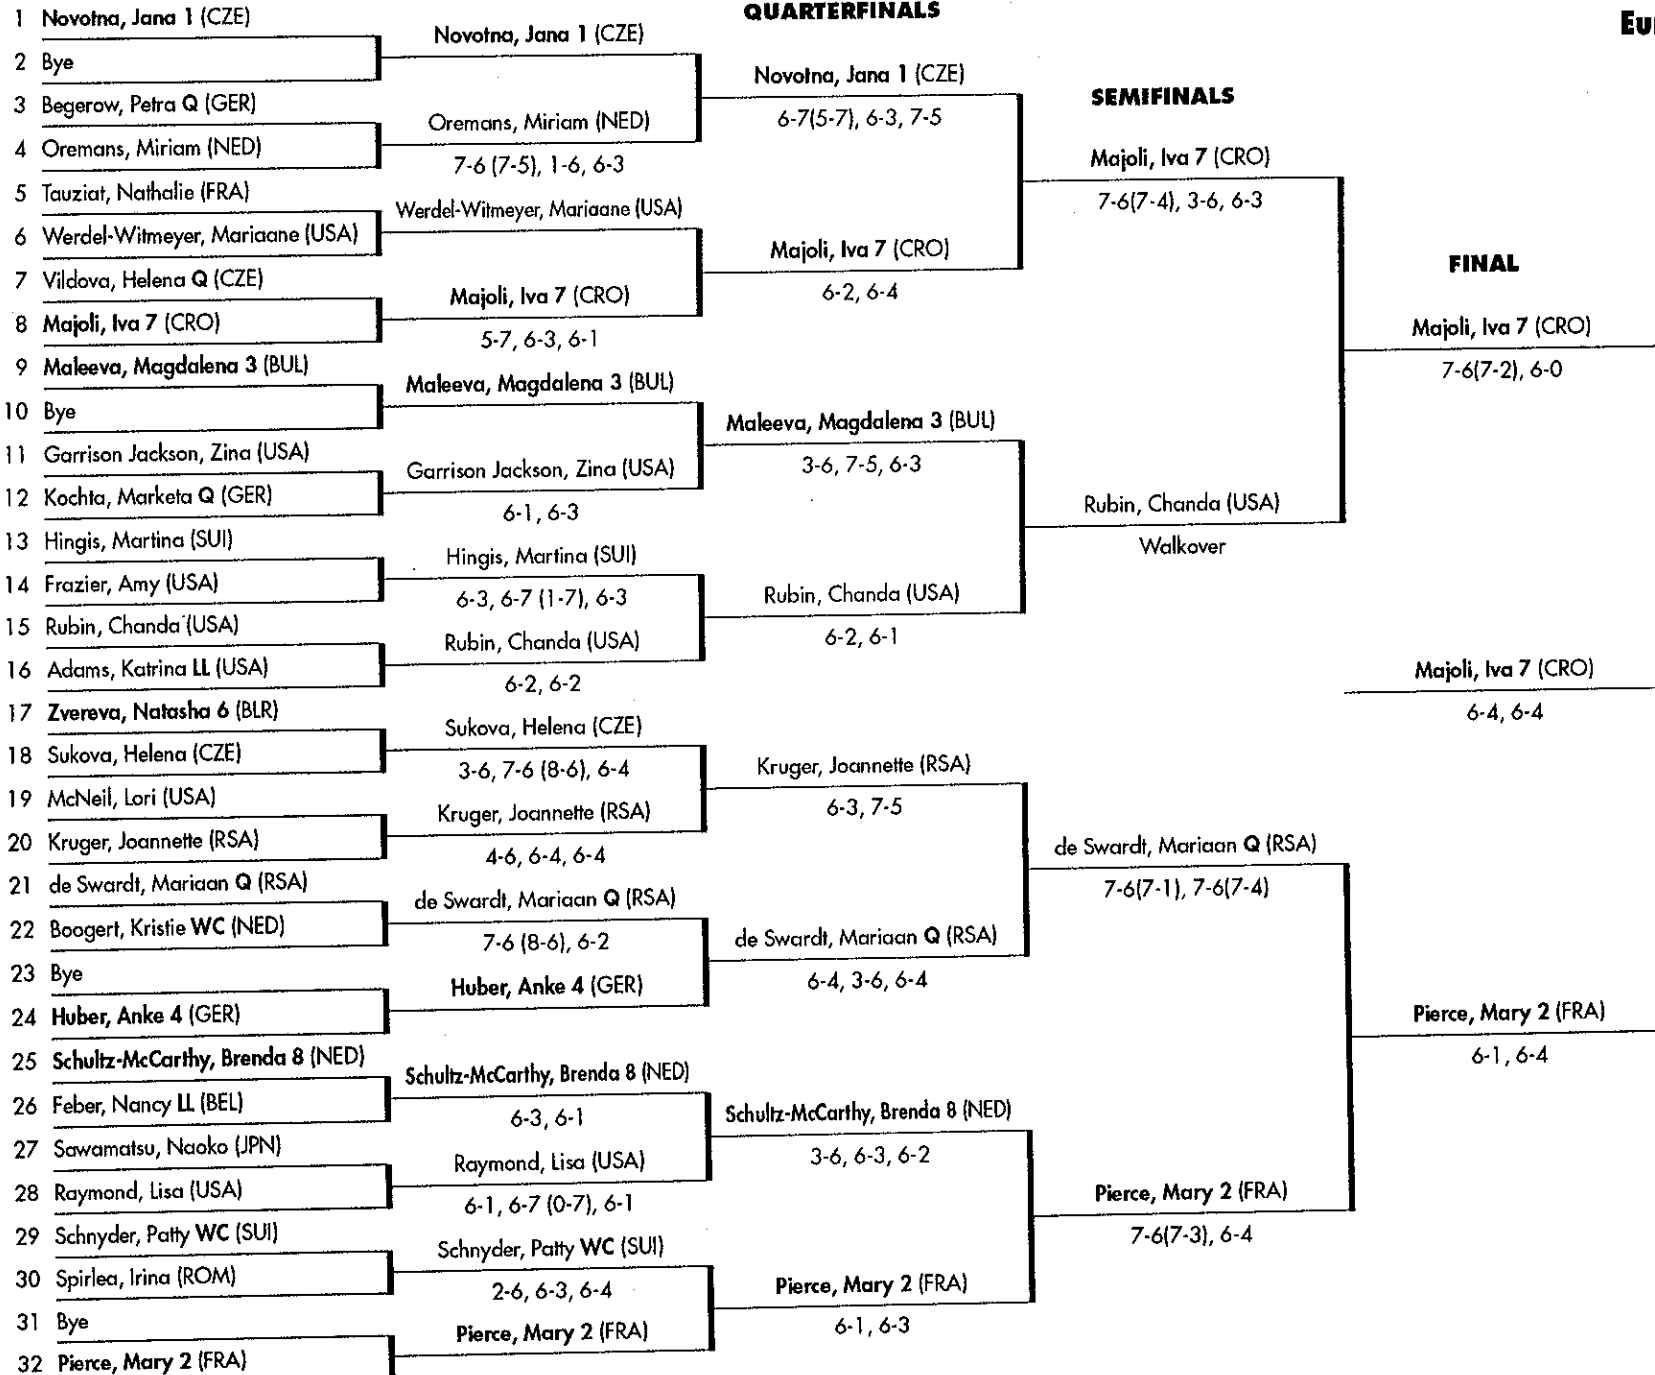 QUARTERFINALS
Eu
SEMIFINALS
FINAL
1 Novotna, Jana 1 (CZE)
2 Bye
3 Begerow, Petra Q (GER)
4 Oremans, Miriam (NED)
5 Tauziat, Nathalie (FRA)
6 Werdel-Witmeyer, Mariaane (USA)
7 Vildova, Helena Q (CZE)
8 Majoli, Iva 7 (CRO)
9 Maleeva, Magdalena 3 (BUL)
10 Bye
11 Garrison Jackson, Zina (USA)
12 Kochta, Marketa Q (GER)
13 Hingis, Martina (SUI)
14 Frazier, Amy (USA)
15 Rubin, Chanda (USA)
16 Adams, Katrina LL (USA)
17 Zvereva, Natasha 6 (BLR)
18 Sukova, Helena (CZE)
19 McNeil, Lori (USA)
20 Kruger, Joannette (RSA)
21 de Swardt, Mariaan Q (RSA)
22 Boogert, Kristie WC (NED)
23 Bye
24 Huber, Anke 4 (GER)
25 Schultz-McCarthy, Brenda 8 (NED)
26 Feber, Nancy LL (BEL)
27 Sawamatsu, Naoko (JPN)
28 Raymond, Lisa (USA)
29 Schnyder, Patty WC (SUI)
30 Spirlea, Irina (ROM)
31 Bye
32 Pierce, Mary 2 (FRA)
Novotna, Jana 1 (CZE)
Oremans, Miriam (NED)
7-6 (7-5), 1-6, 6-3
Werdel-Witmeyer, Mariaane (USA)
Majoli, Iva 7 (CRO)
5-7, 6-3, 6-1
Maleeva, Magdalena 3 (BUL)
Garrison Jackson, Zina (USA)
6-1, 6-3
Hingis, Martina (SUI)
6-3, 6-7 (1-7), 6-3
Rubin, Chanda (USA)
6-2, 6-2
Sukova, Helena (CZE)
3-6, 7-6 (8-6), 6-4
Kruger, Joannette (RSA)
4-6, 6-4, 6-4
de Swardt, Mariaan Q (RSA)
7-6 (8-6), 6-2
Huber, Anke 4 (GER)
Schultz-McCarthy, Brenda 8 (NED)
6-3, 6-1
Raymond, Lisa (USA)
6-1, 6-7 (0-7), 6-1
Schnyder, Patty WC (SUI)
2-6, 6-3, 6-4
Pierce, Mary 2 (FRA)
Novotna, Jana 1 (CZE)
6-7(5-7), 6-3, 7-5
Majoli, Iva 7 (CRO)
6-2, 6-4
Maleeva, Magdalena 3 (BUL)
3-6, 7-5, 6-3
Rubin, Chanda (USA)
6-2, 6-1
Kruger, Joannette (RSA)
6-3, 7-5
de Swardt, Mariaan Q (RSA)
6-4, 3-6, 6-4
Schultz-McCarthy, Brenda 8 (NED)
3-6, 6-3, 6-2
Pierce, Mary 2 (FRA)
6-1, 6-3
Majoli, Iva 7 (CRO)
7-6(7-4), 3-6, 6-3
Rubin, Chanda (USA)
Walkover
de Swardt, Mariaan Q (RSA)
7-6(7-1), 7-6(7-4)
Pierce, Mary 2 (FRA)
7-6(7-3), 6-4
Majoli, Iva 7 (CRO)
7-6(7-2), 6-0
Majoli, Iva 7 (CRO)
6-4, 6-4
Pierce, Mary 2 (FRA)
6-1, 6-4